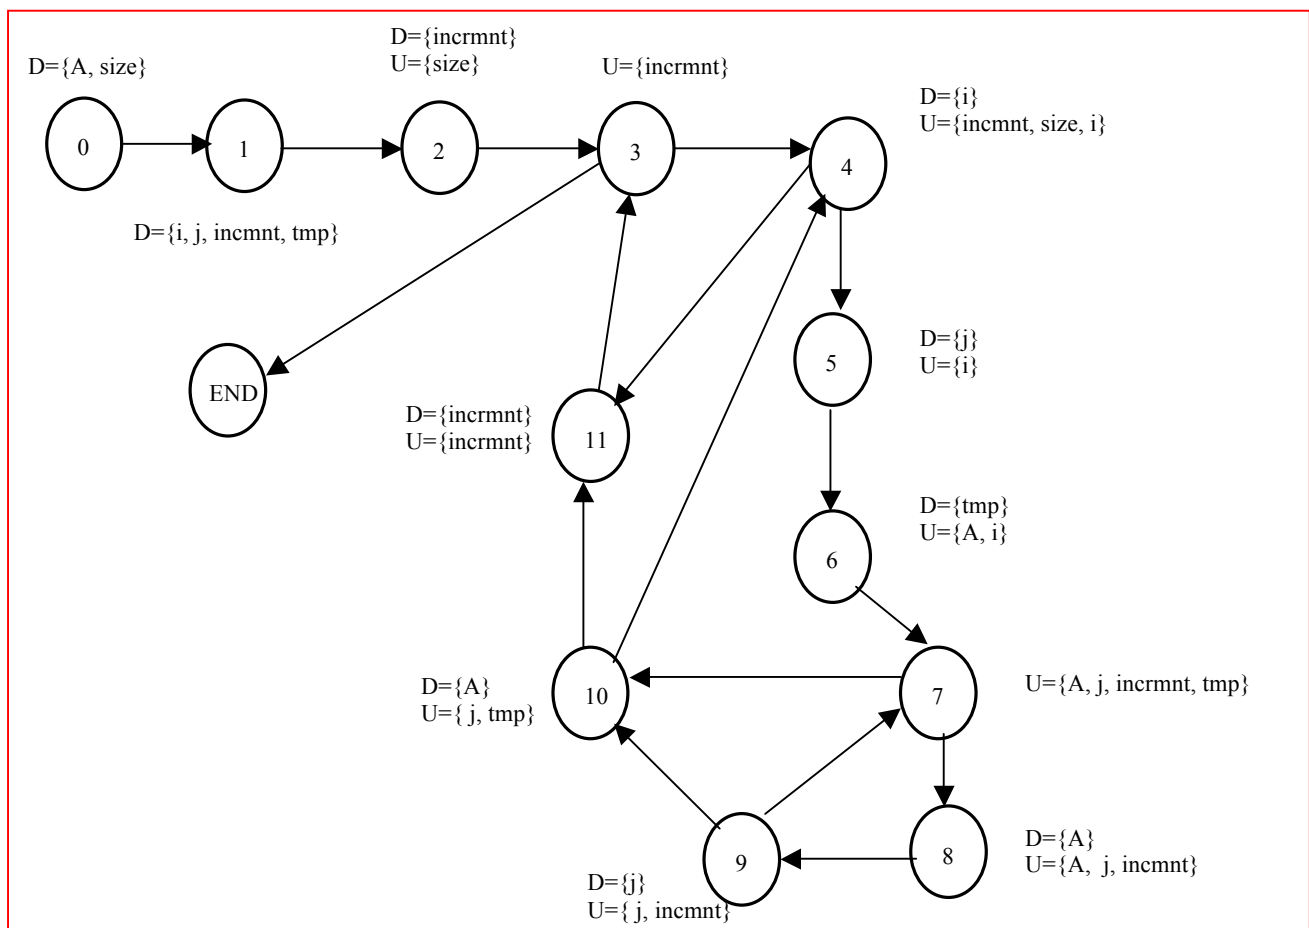 D={incrmnt}
U={size}
D={A, size}
U={incrmnt}
D={i}
U={incmnt, size, i}
0
1
2
3
4
D={i, j, incmnt, tmp}
5
D={j}
U={i}
END
D={incrmnt}
U={incrmnt}
11
D={tmp}
U={A, i}
6
D={A}
U={ j, tmp}
10
7
U={A, j, incrmnt, tmp}
9
8
D={A}
U={A, j, incmnt}
D={j}
U={ j, incmnt}